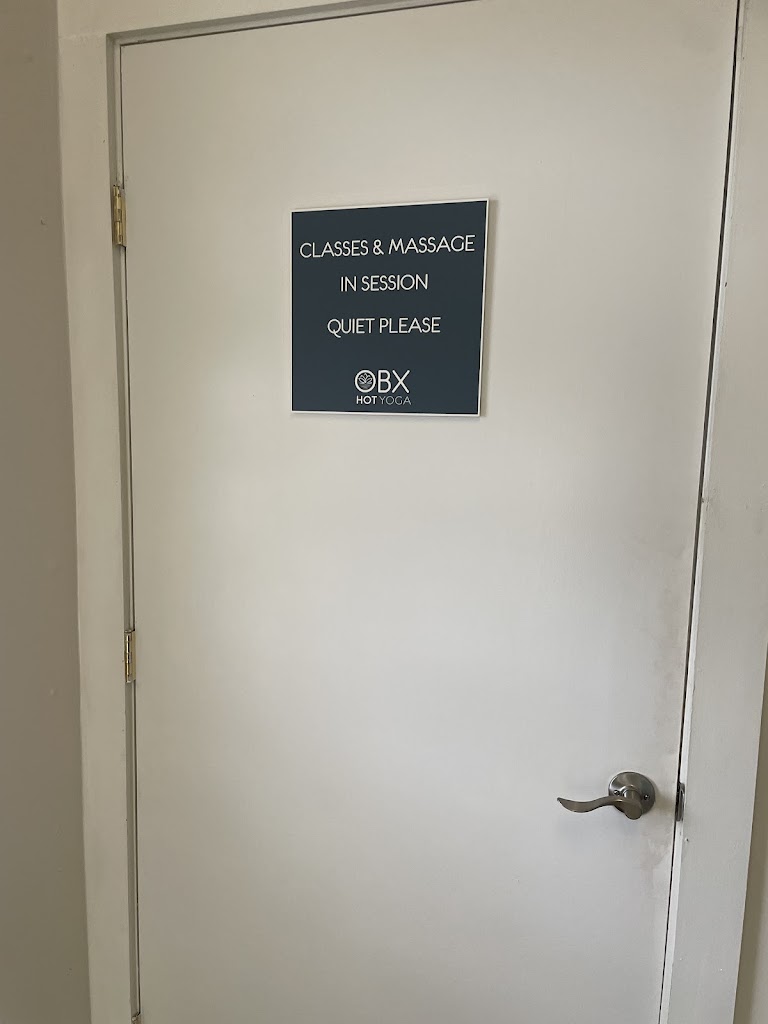 CLASSES & MASSAGE
IN SESSION
QUIET PLEASE
OBX
HOT YOGA